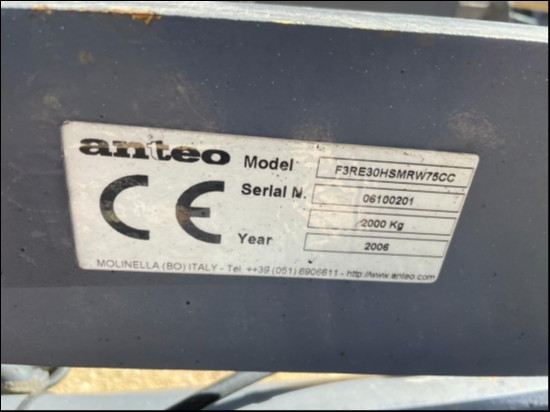 anteo
Model F3RE30HSMRW75CC
Serial N. 06100201
2000 Kg
CE
Year 2006
MOLINELLA (BO) ITALY - Tel. ++39 (051) 6906611 - http://www.anteo.com